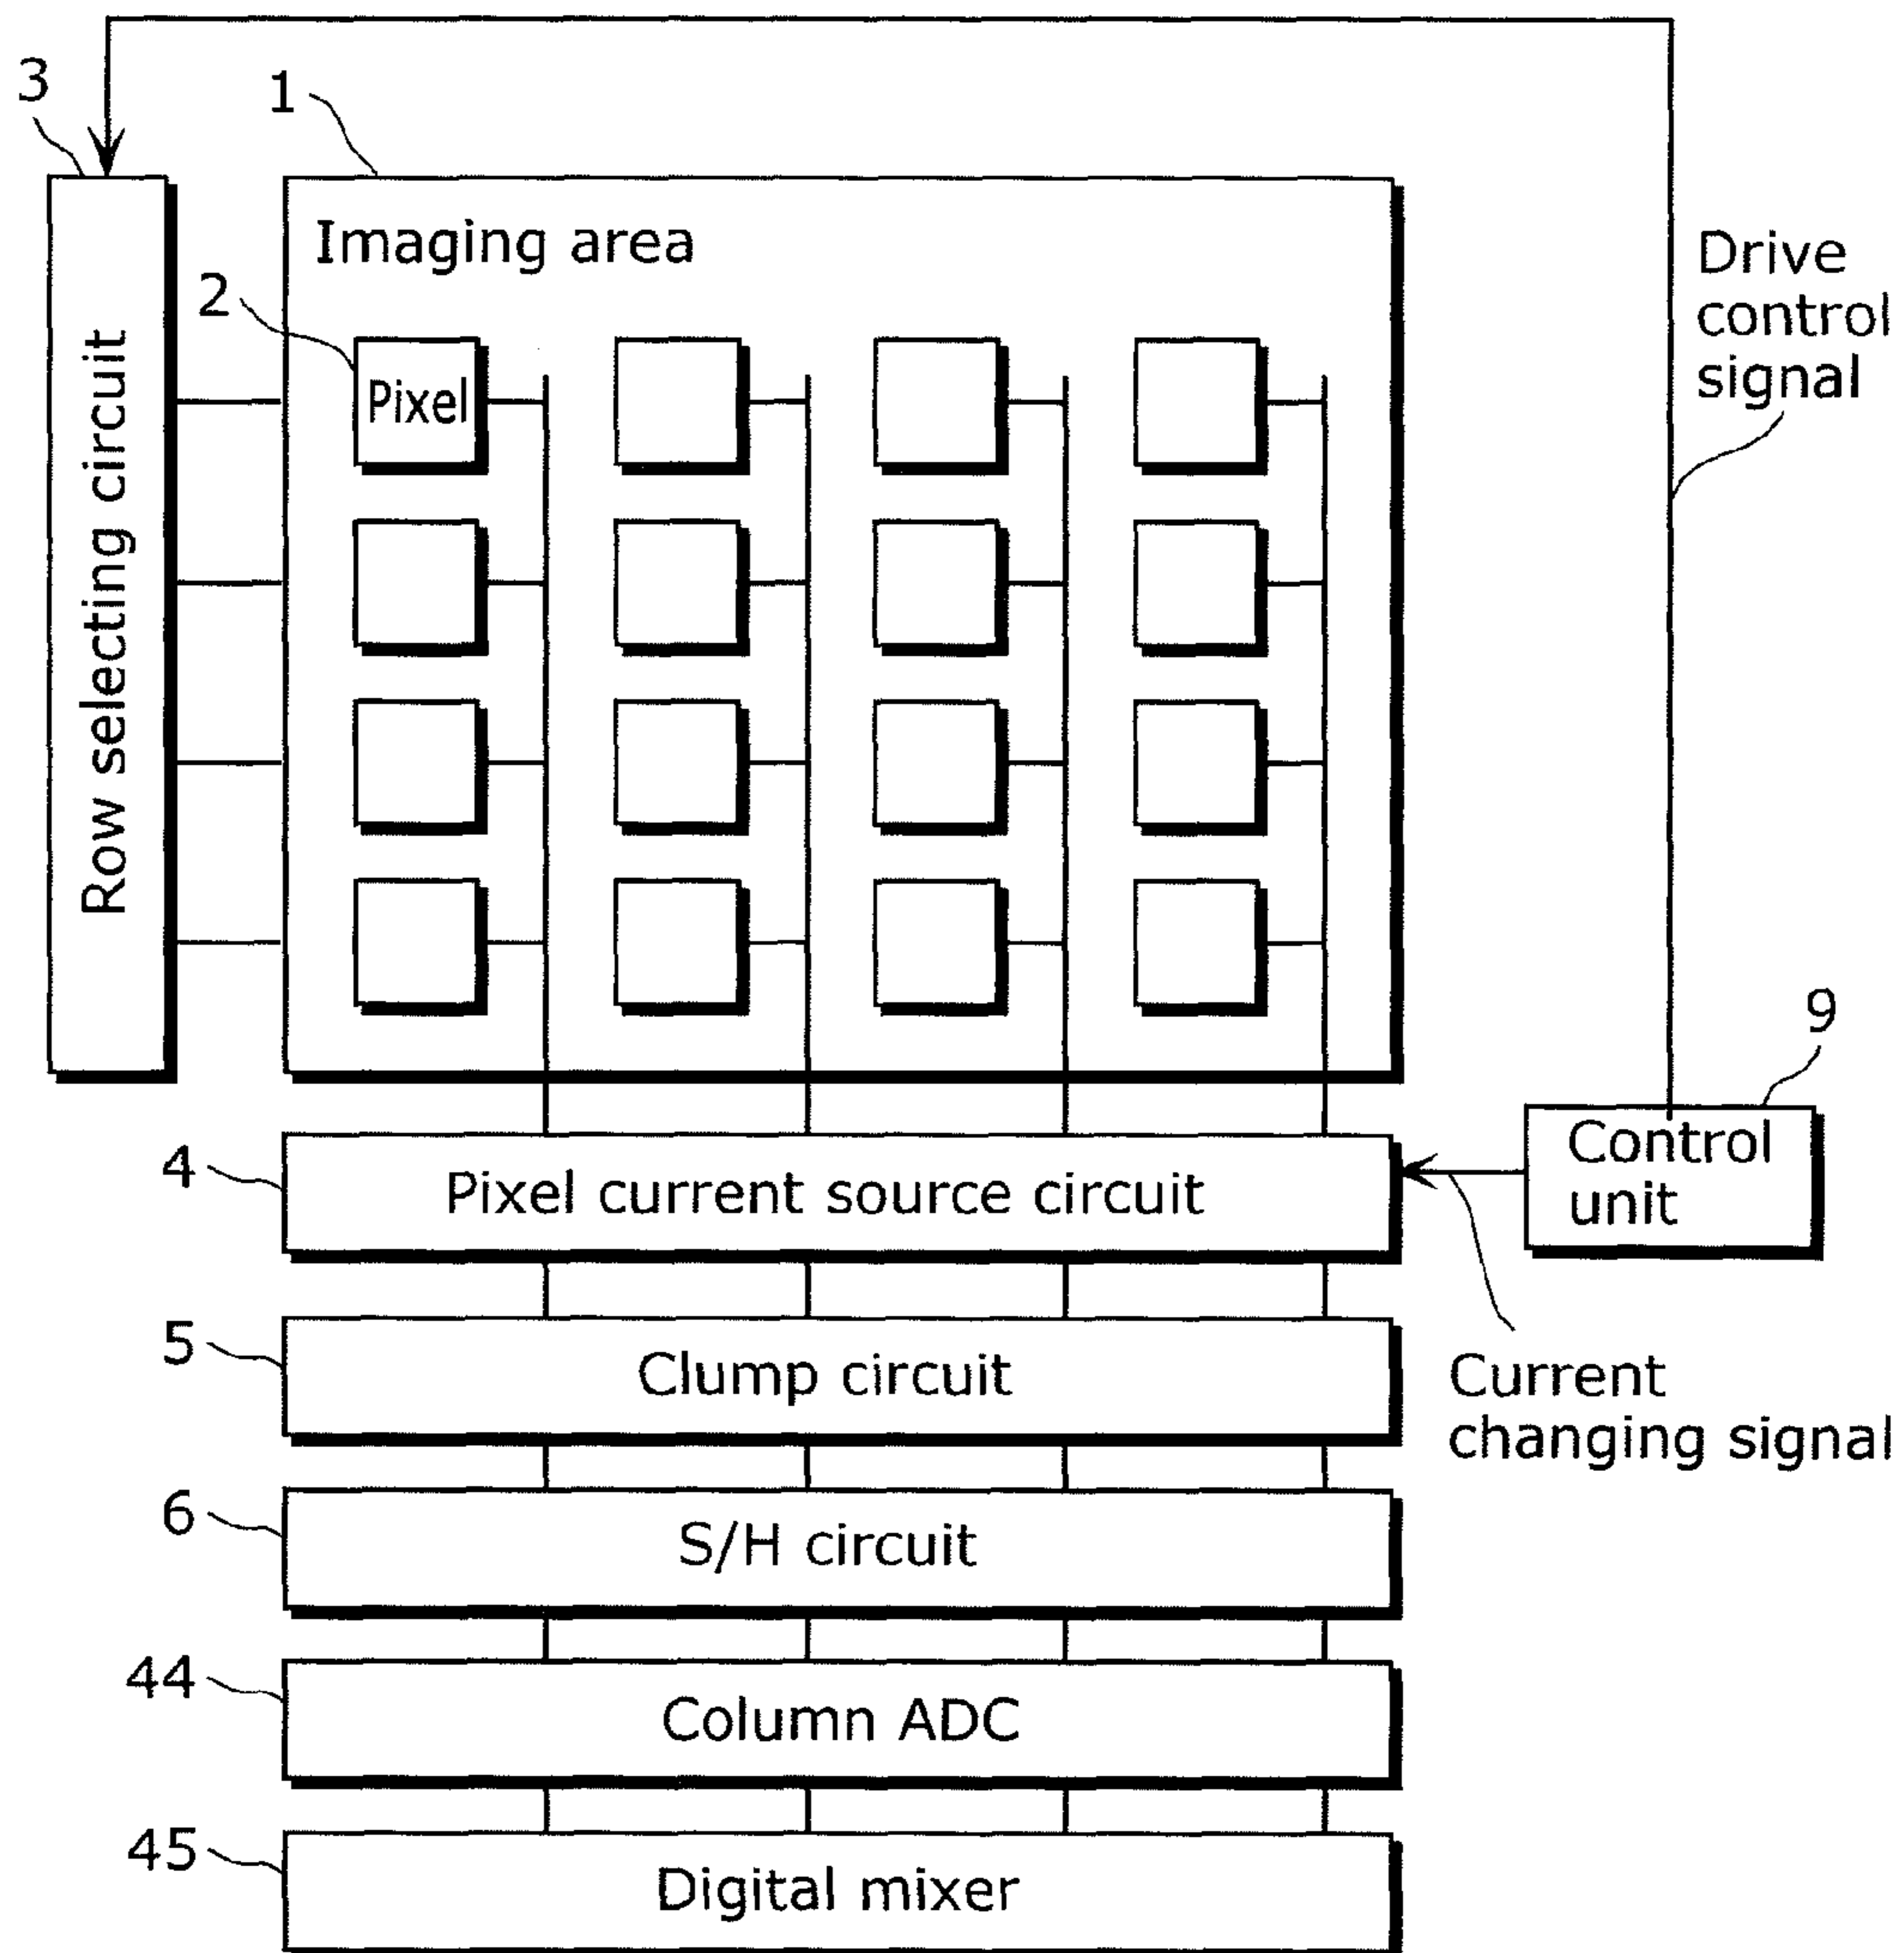 3
1
Imaging area
Drive
control
signal
2
Pixel
Row selecting circuit
9
Control
unit
4
Pixel current source circuit
5
Clump circuit
Current
changing signal
6
S/H circuit
44
Column ADC
45
Digital mixer